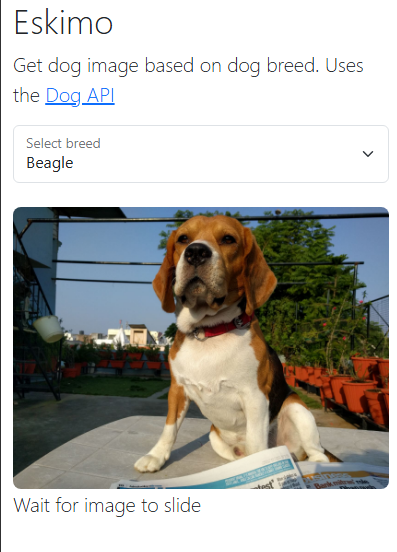 Eskimo
Get dog image based on dog breed. Uses
the Dog API
Select breed
Beagle
Wait for image to slide